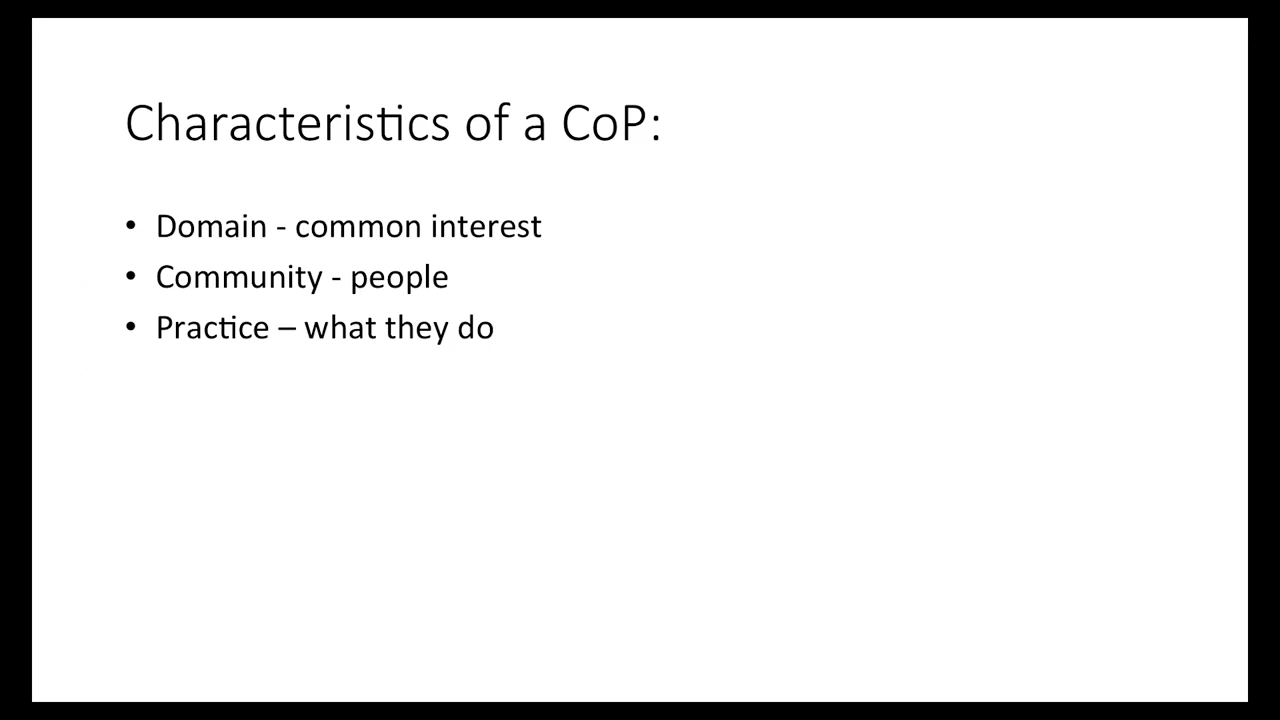 Characteristics of a CoP:
• Domain - common interest
• Community - people
• Practice – what they do